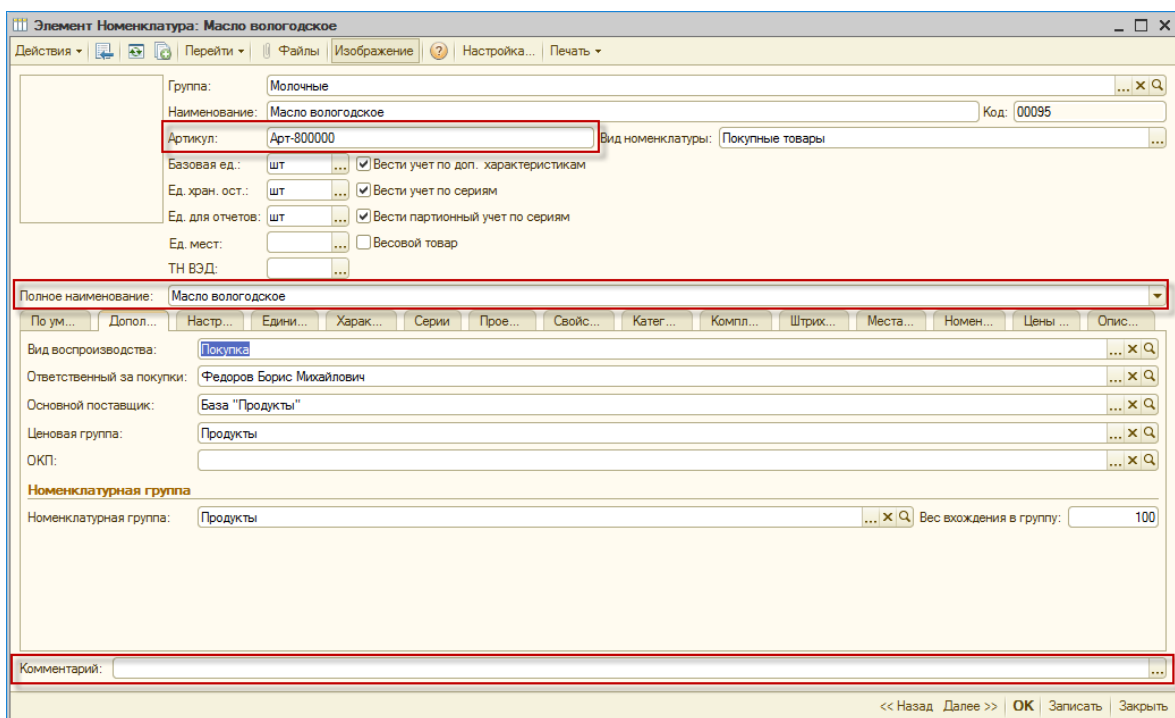 Элемент Номенклатура: Масло вологодское
Действия Перейти Файлы Изображение Настройка... Печать
Группа: Молочные
Наименование: Масло вологодское Код: 00095
Артикул: Арт-800000 Вид номенклатуры: Покупные товары
Базовая ед.: шт Вести учет по доп. характеристикам
Ед. хран. ост.: шт Вести учет по сериям
Ед. для отчетов: шт Вести партионный учет по сериям
Ед. мест: Весовой товар
ТН ВЭД:
Полное наименование: Масло вологодское
По ум... Допол... Настр... Едини... Харак... Серии Прое... Свойс... Катег... Компл... Штрих... Места... Номен... Цены ... Опис...
Вид воспроизводства: Покупка
Ответственный за покупки: Федоров Борис Михайлович
Основной поставщик: База "Продукты"
Ценовая группа: Продукты
ОКП:
Номенклатурная группа
Номенклатурная группа: Продукты Вес вхождения в группу: 100
Комментарий:
<< Назад Далее >> OK Записать Закрыть